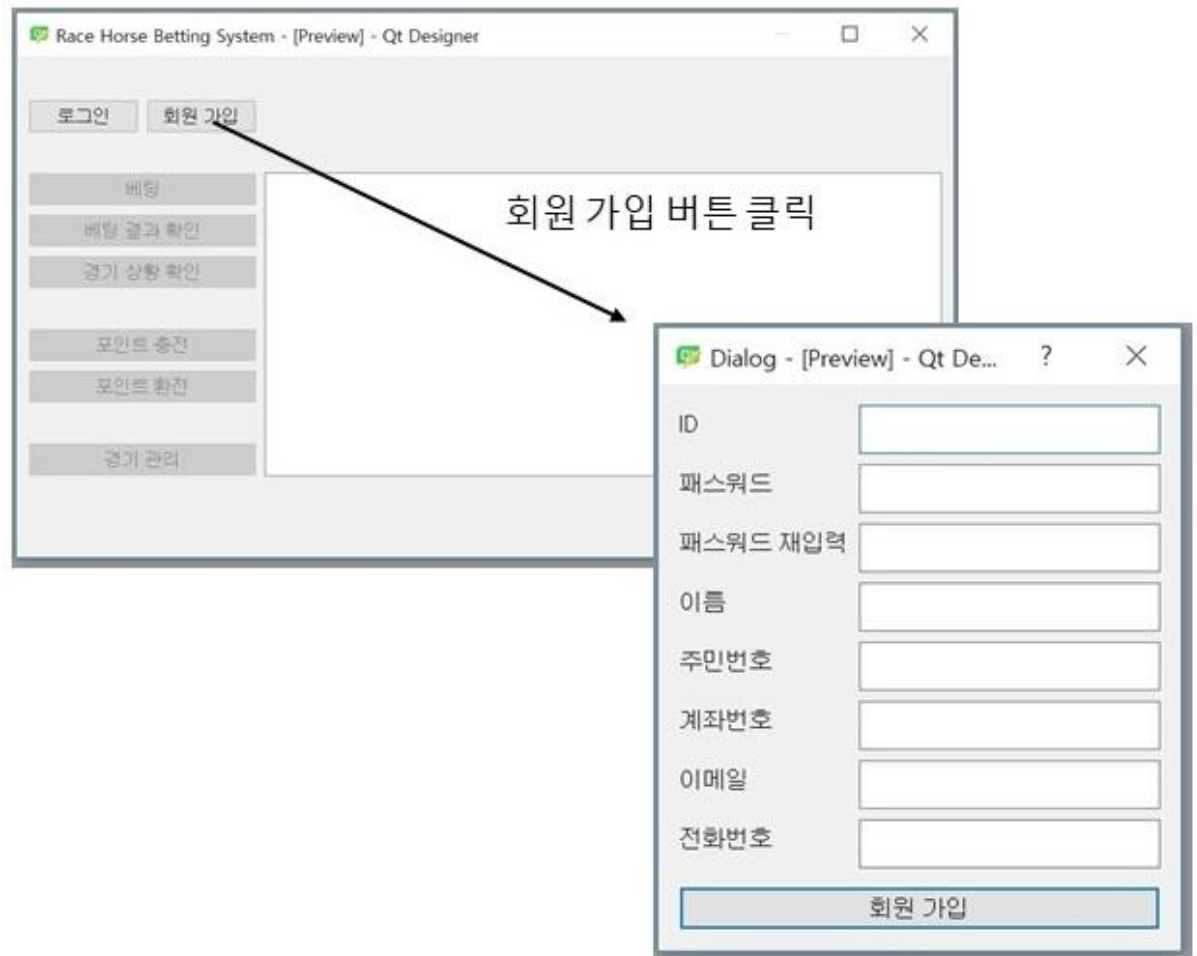 Race Horse Betting System - [Preview] - Qt Designer
로그인 회원 가입
베팅
베팅 결과 확인
경기 상황 확인
포인트 충전
포인트 환전
경기 관리
회원 가입 버튼 클릭
Dialog - [Preview] - Qt De... ?
ID
패스워드
패스워드 재입력
이름
주민번호
계좌번호
이메일
전화번호
회원 가입